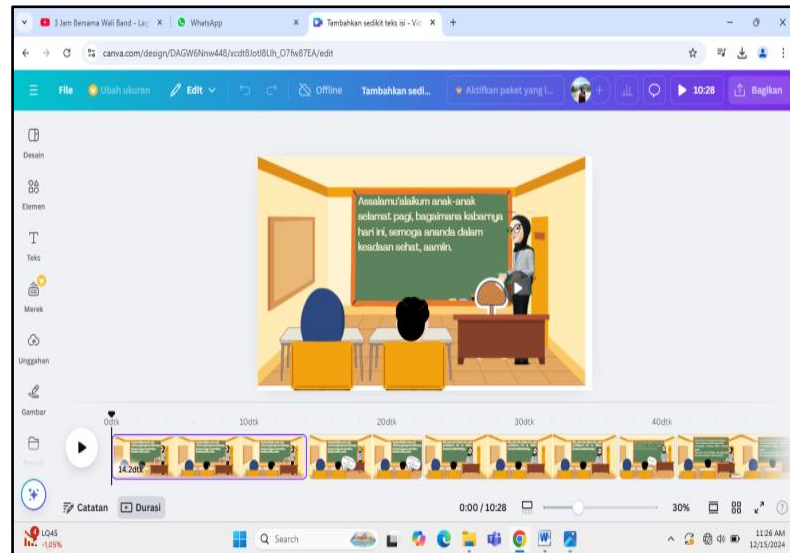 3 Jam Bersama Wali Band - Lag
WhatsApp
Tambahkan sedikit teks isi - Vid
canva.com/design/DAGW6Nnw448/xcdt8JotI8LIh_O7fw87EA/edit
File
Ubah ukuran
Edit
Offline
Tambahkan sedi...
Aktifkan paket yang l...
10:28
Bagikan
Desain
Elemen
Teks
Merek
Unggahan
Gambar
Assalamu'alaikum anak-anak
selamat pagi, bagaimana kabarnya
hari ini, semoga ananda dalam
keadaan sehat, aamiin.
0dtk
10dtk
20dtk
30dtk
40dtk
14.2dtk
Catatan
Durasi
0:00 / 10:28
30%
LQ45
-1,05%
Search
11:26 AM
12/15/2024